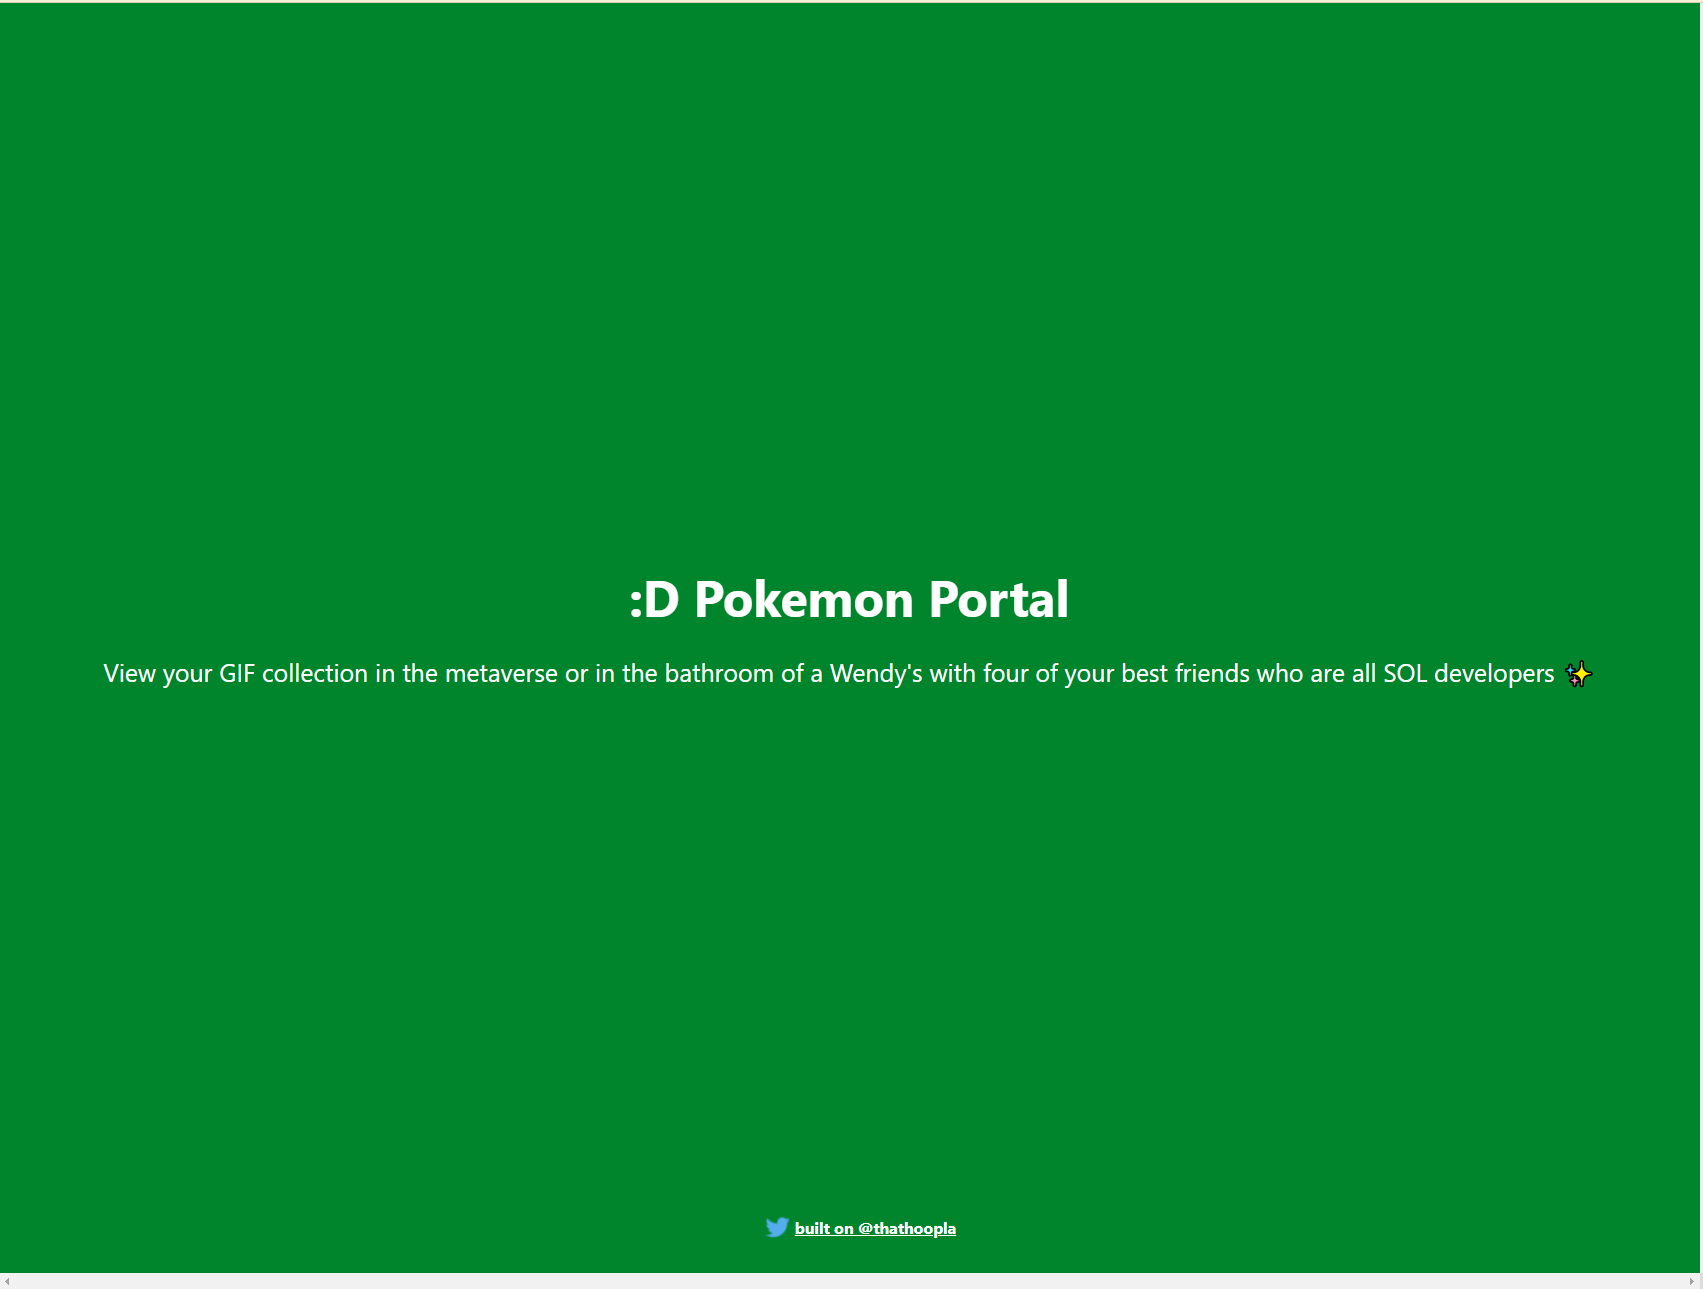 :D Pokemon Portal
View your GIF collection in the metaverse or in the bathroom of a Wendy's with four of your best friends who are all SOL developers ✨
built on @thathoopla